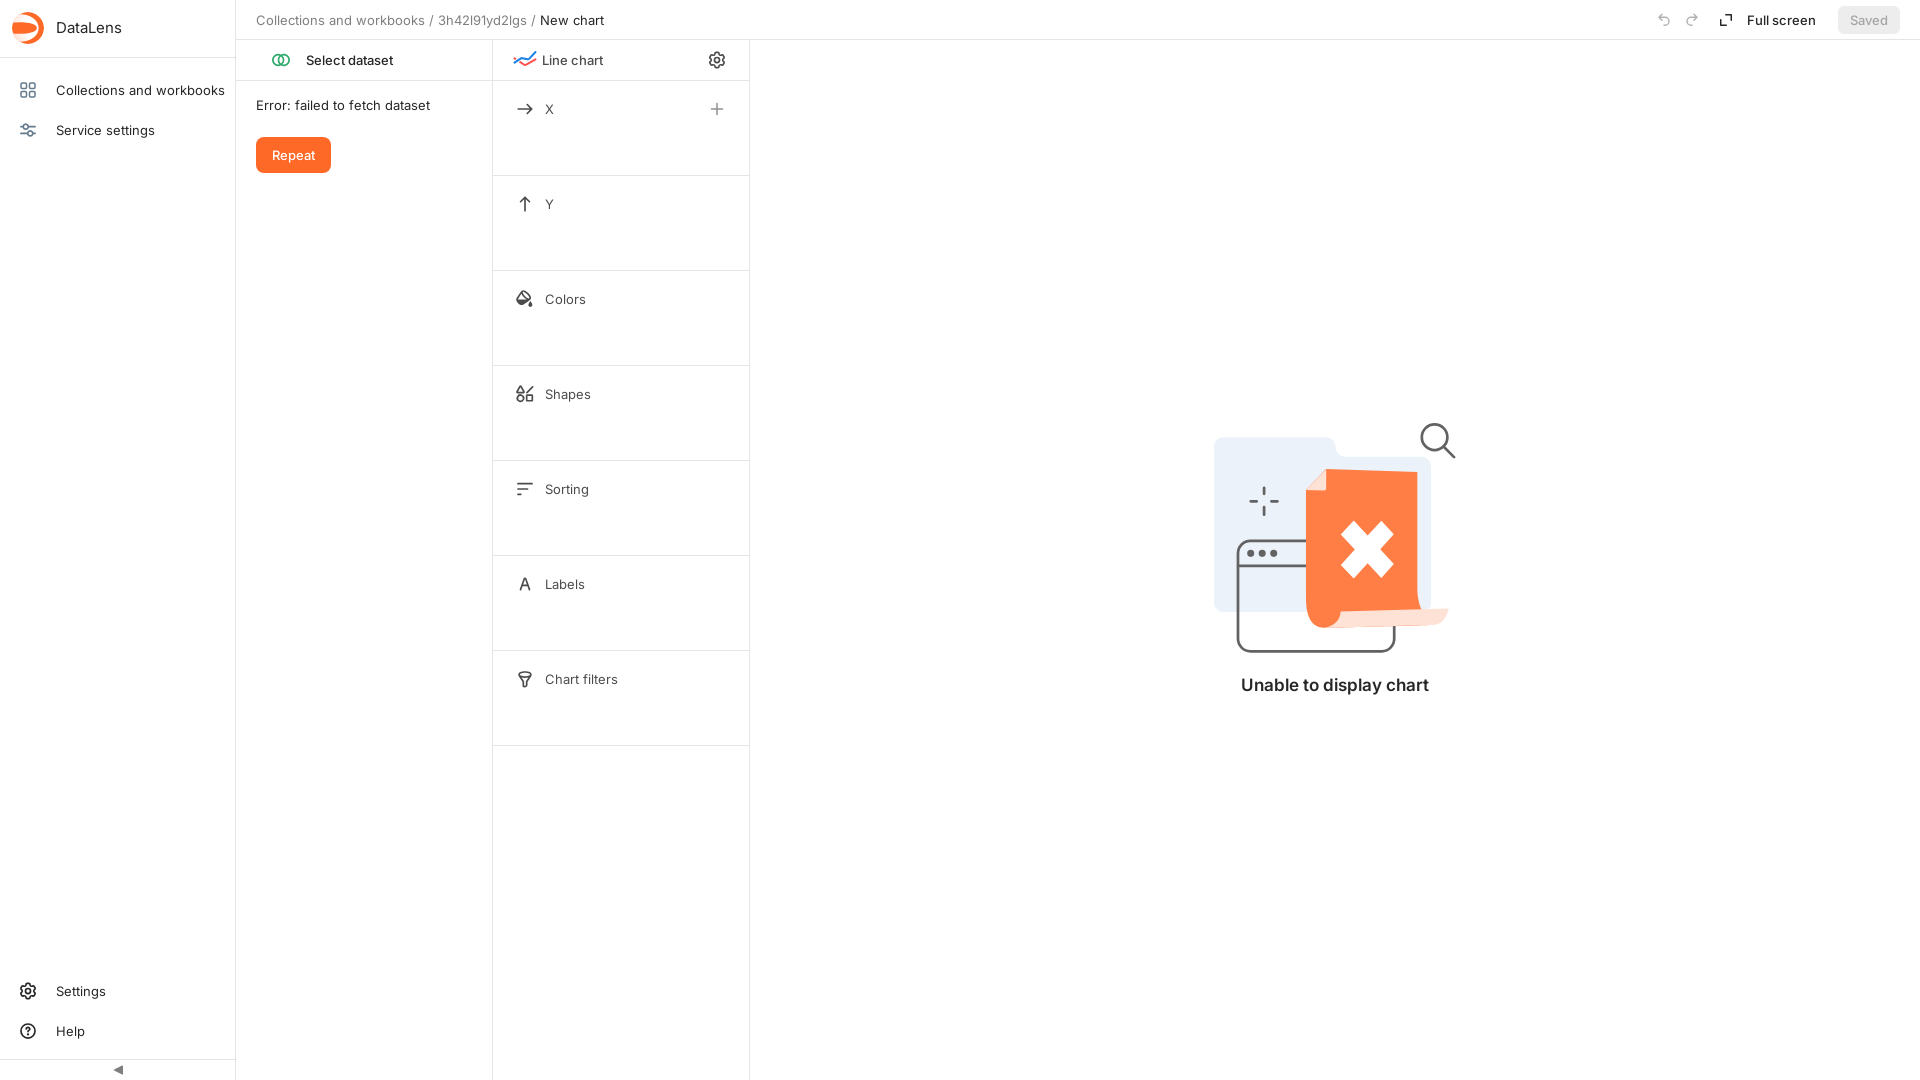 DataLens
Collections and workbooks
Service settings
Settings
Help
Collections and workbooks / 3h42l91yd2lgs / New chart
Full screen
Saved
Select dataset
Error: failed to fetch dataset
Repeat
Line chart
X
Y
Colors
Shapes
Sorting
Labels
Chart filters
Unable to display chart